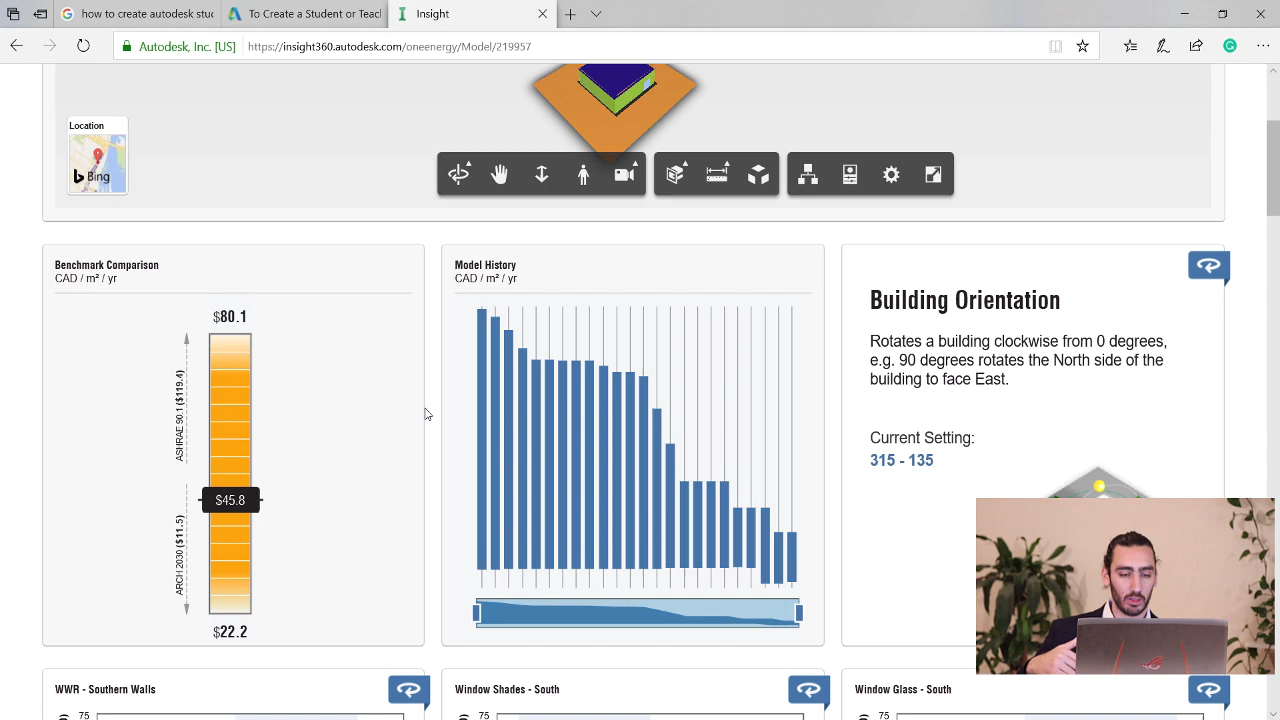 how to create autodesk stu
To Create a Student or Teac
Insight
Autodesk, Inc. [US]
https://insight360.autodesk.com/oneenergy/Model/219957
Location
Bing
Benchmark Comparison
CAD / m² / yr
$80.1
ASHRAE 90.1 ($119.4)
$45.8
ARCH 2030 ($11.5)
$22.2
Model History
CAD / m² / yr
Building Orientation
Rotates a building clockwise from 0 degrees,
e.g. 90 degrees rotates the North side of the
building to face East.
Current Setting:
315 - 135
WWR - Southern Walls
75
Window Shades - South
75
Window Glass - South
75